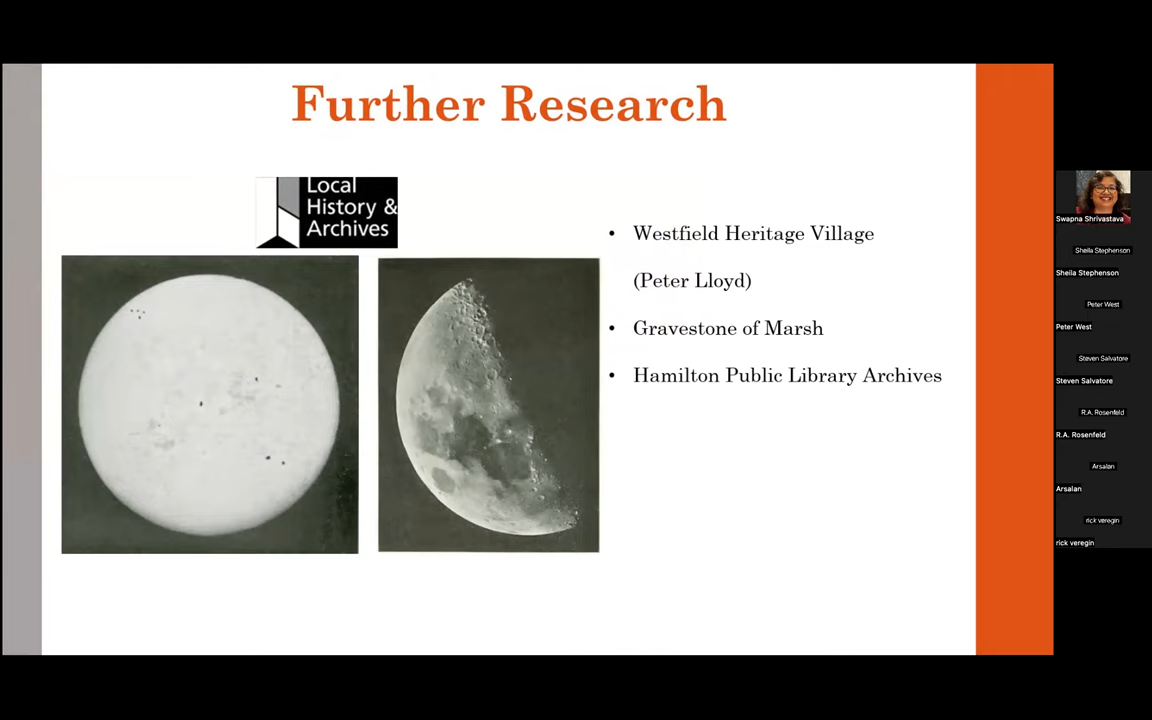 Further Research
Local
History &
Archives
• Westfield Heritage Village
(Peter Lloyd)
• Gravestone of Marsh
• Hamilton Public Library Archives
Swapna Shrivastava
Sheila Stephenson
Sheila Stephenson
Peter West
Peter West
Steven Salvatore
Steven Salvatore
R.A. Rosenfeld
R.A. Rosenfeld
Arsalan
Arsalan
rick veregin
rick veregin